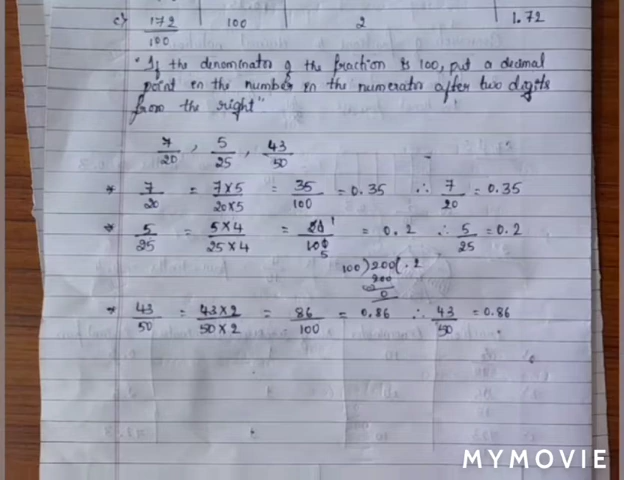 c) 172/100 100 2 1.72
"If the denominator of the fraction is 100, put a decimal
point in the number in the numerator after two digits
from the right"
7/20 , 5/25 , 43/50
* 7/20 = 7×5/20×5 = 35/100 = 0.35 ∴ 7/20 = 0.35
* 5/25 = 5×4/25×4 = 20/100 = 0.2 ∴ 5/25 = 0.2
100)200(.2
200
0
* 43/50 = 43×2/50×2 = 86/100 = 0.86 ∴ 43/50 = 0.86
MYMOVIE